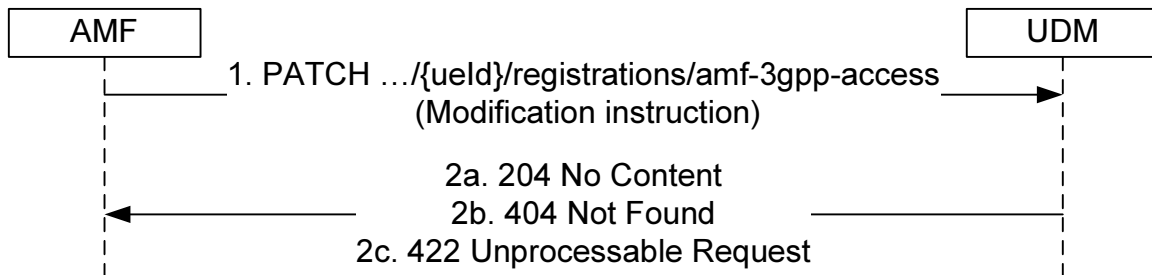 AMF
UDM
1. PATCH …/{ueId}/registrations/amf-3gpp-access
(Modification instruction)
2a. 204 No Content
2b. 404 Not Found
2c. 422 Unprocessable Request